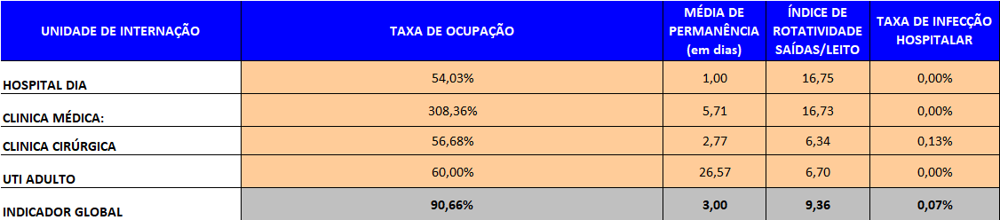 UNIDADE DE INTERNAÇÃO TAXA DE OCUPAÇÃO MÉDIA DE PERMANÊNCIA (em dias) ÍNDICE DE ROTATIVIDADE SAÍDAS/LEITO TAXA DE INFECÇÃO HOSPITALAR
HOSPITAL DIA 54,03% 1,00 16,75 0,00%
CLINICA MÉDICA: 308,36% 5,71 16,73 0,00%
CLINICA CIRÚRGICA 56,68% 2,77 6,34 0,13%
UTI ADULTO 60,00% 26,57 6,70 0,00%
INDICADOR GLOBAL 90,66% 3,00 9,36 0,07%